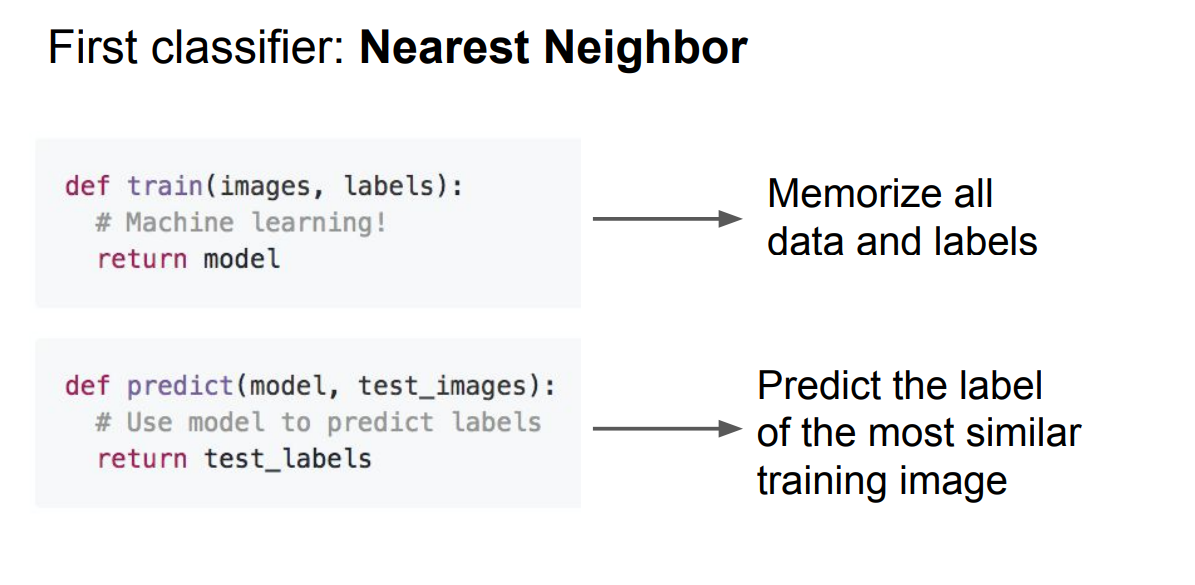 First classifier: Nearest Neighbor
def train(images, labels):
  # Machine learning!
  return model
Memorize all
data and labels
def predict(model, test_images):
  # Use model to predict labels
  return test_labels
Predict the label
of the most similar
training image